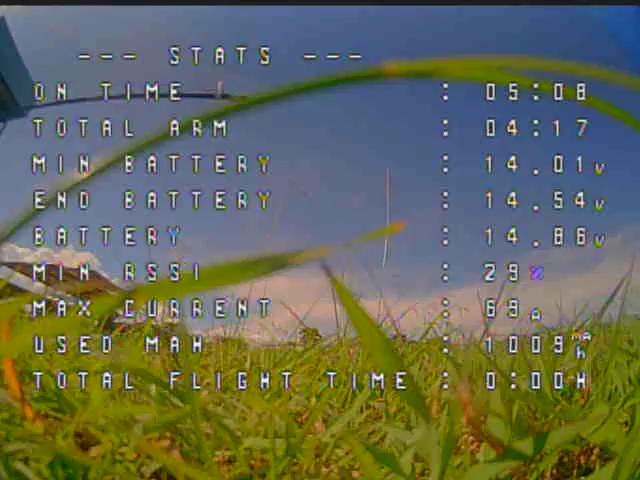 --- STATS ---
ON TIME : 05:08
TOTAL ARM : 04:17
MIN BATTERY : 14.01V
END BATTERY : 14.54V
BATTERY : 14.86V
MIN RSSI : 29%
MAX CURRENT : 69A
USED MAH : 1009mAh
TOTAL FLIGHT TIME : 0:00H